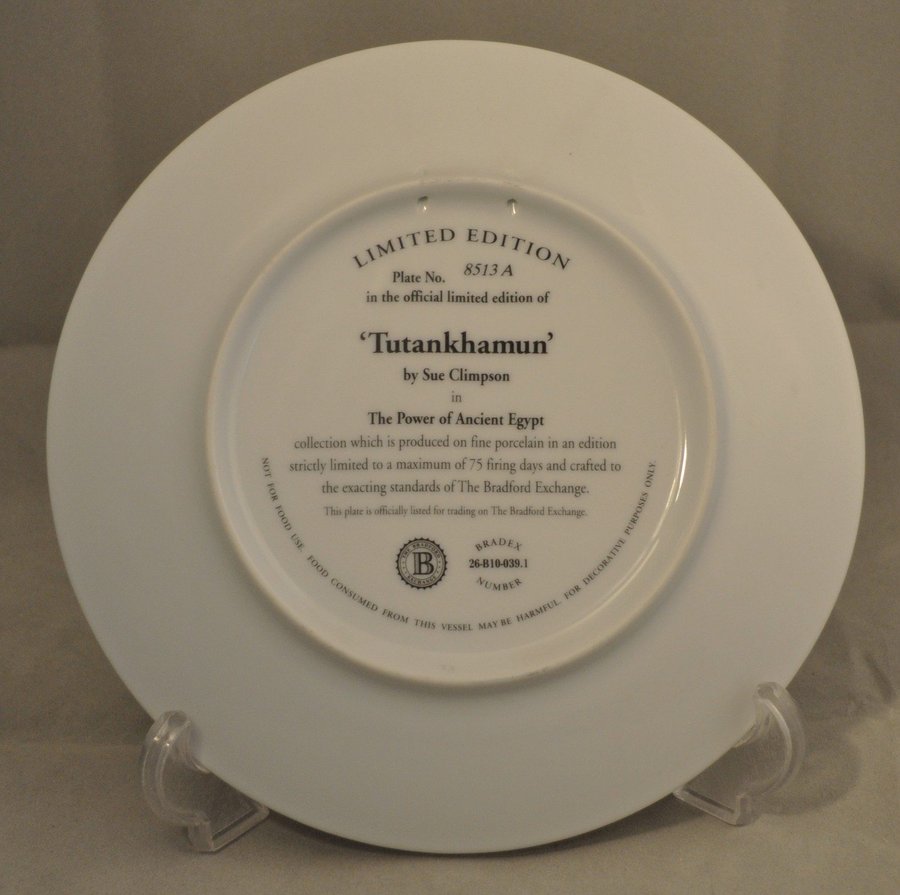 LIMITED EDITION
Plate No. 8513 A
in the official limited edition of
‘Tutankhamun’
by Sue Climpson
in
The Power of Ancient Egypt
collection which is produced on fine porcelain in an edition
strictly limited to a maximum of 75 firing days and crafted to
the exacting standards of The Bradford Exchange.
This plate is officially listed for trading on The Bradford Exchange.
THE BRADFORD
B
EXCHANGE
BRADEX
26-B10-039.1
NUMBER
NOT FOR FOOD USE. FOOD CONSUMED FROM THIS VESSEL MAY BE HARMFUL. FOR DECORATIVE PURPOSES ONLY.